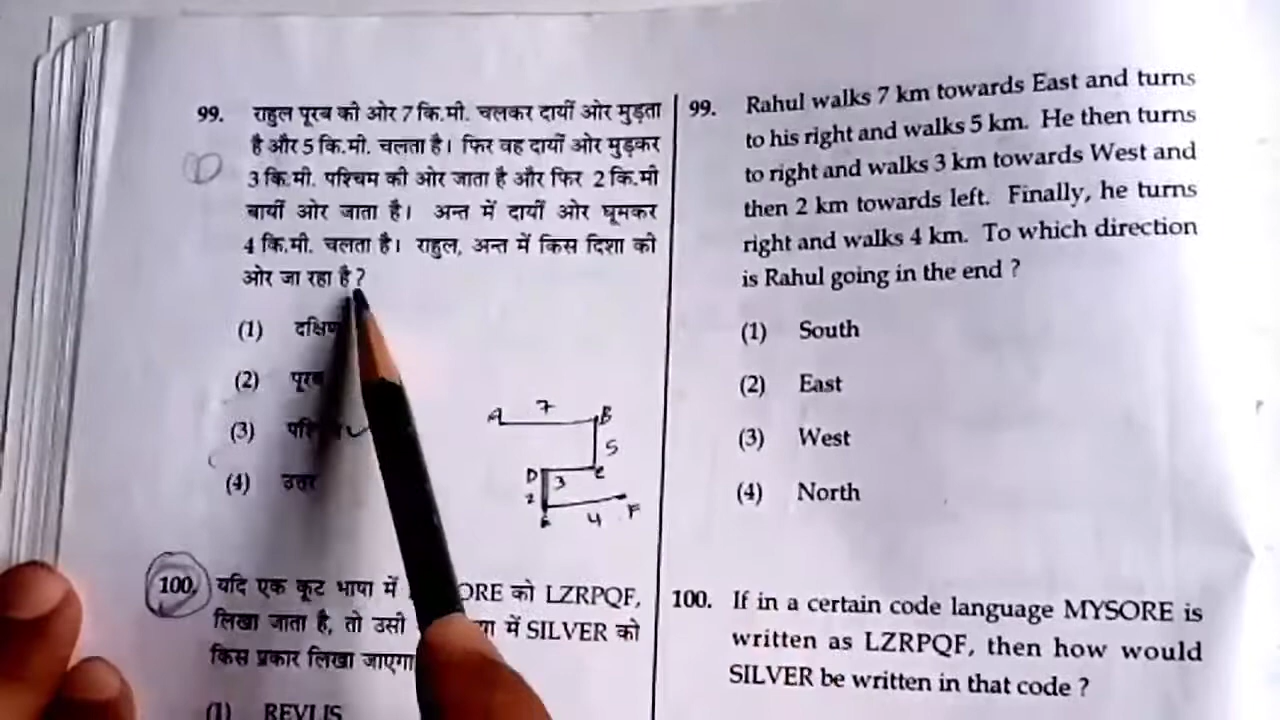 99. राहुल पूरब की ओर 7 कि.मी. चलकर दायीं ओर मुड़ता
है और 5 कि.मी. चलता है। फिर वह दायीं ओर मुड़कर
3 कि.मी. पश्चिम की ओर जाता है और फिर 2 कि.मी
बायीं ओर जाता है। अन्त में दायीं ओर घूमकर
4 कि.मी. चलता है। राहुल, अन्त में किस दिशा की
ओर जा रहा है?
(1)
(2)
(3)
(4)
A 7 B
5
D 3 C
2
4 F
100. यदि एक कूट भाषा में ORE को LZRPQF,
लिखा जाता है, तो उसी में SILVER को
किस प्रकार लिखा जाएगा
(1)
99. Rahul walks 7 km towards East and turns
to his right and walks 5 km. He then turns
to right and walks 3 km towards West and
then 2 km towards left. Finally, he turns
right and walks 4 km. To which direction
is Rahul going in the end ?
(1) South
(2) East
(3) West
(4) North
100. If in a certain code language MYSORE is
written as LZRPQF, then how would
SILVER be written in that code ?